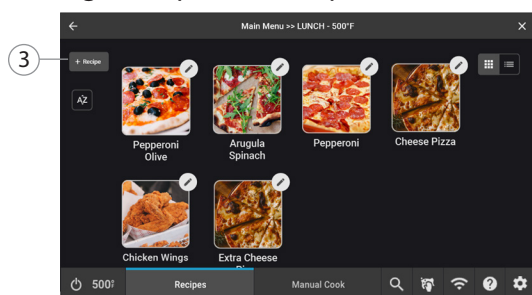 Main Menu >> LUNCH - 500°F
3
+ Recipe
AZ
Pepperoni
Olive
Arugula
Spinach
Pepperoni
Cheese Pizza
Chicken Wings
Extra Cheese
500°F
Recipes
Manual Cook
?